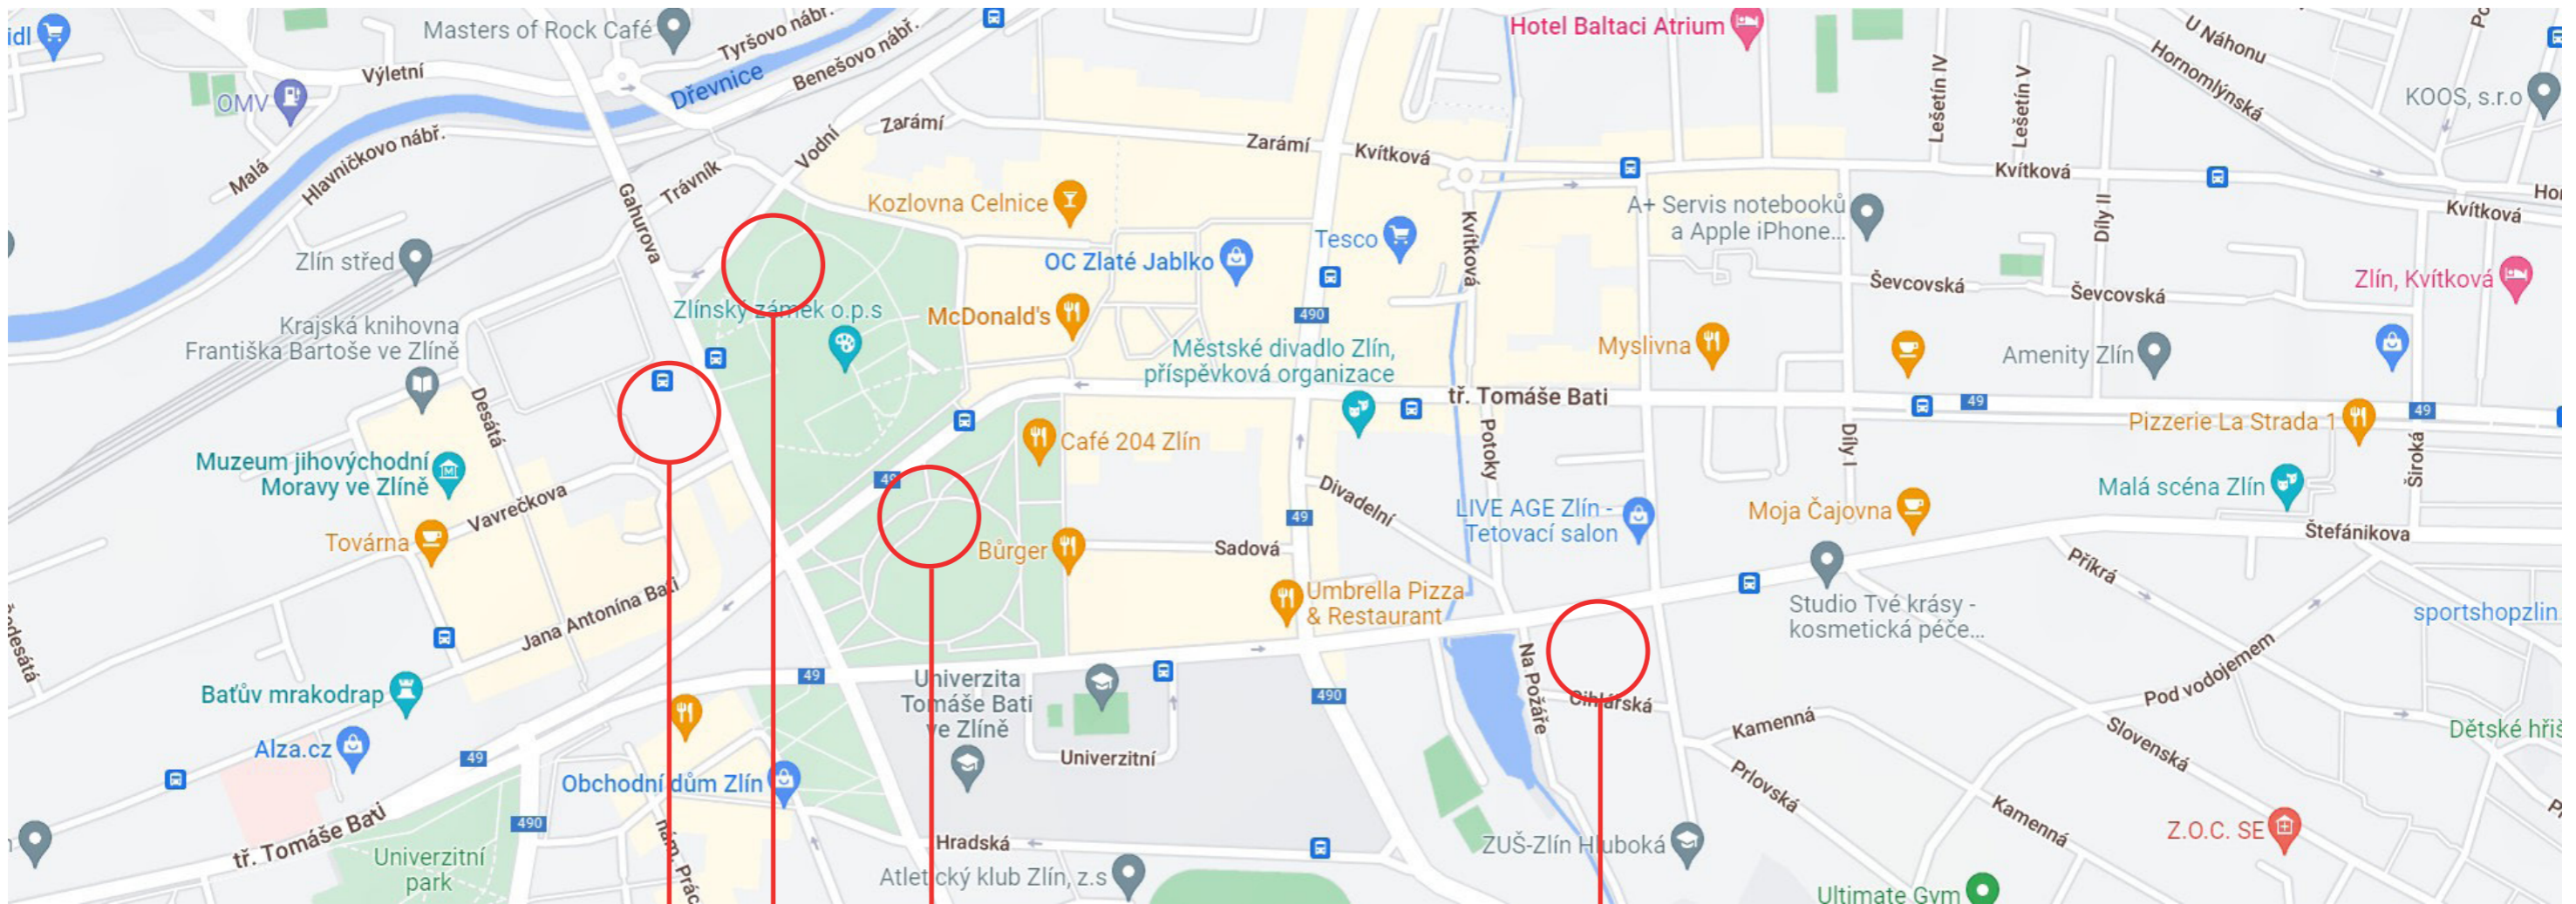 Masters of Rock Café
Tyršovo nábř.
Benešovo nábř.
Hotel Baltaci Atrium
U Náhonu
Hornomlýnská
idl
Výletní
OMV
Dřevnice
Zarámí
Vodní
Zarámí
Kvítková
Lešetín IV
Lešetín V
KOOS, s.r.o
Malá
Hlavničkovo nábř.
Trávník
Gahurova
Kvítková
Kozlovna Celnice
Kvítková
A+ Servis notebooků
a Apple iPhone...
Díly II
Kvítková
Zlín střed
Tesco
OC Zlaté Jablko
Ševcovská
Ševcovská
Zlín, Kvítková
Zlínský zámek o.p.s
McDonald's
490
Krajská knihovna
Františka Bartoše ve Zlíně
Městské divadlo Zlín,
příspěvková organizace
Myslivna
Amenity Zlín
tř. Tomáše Bati
49
49
Desátá
Café 204 Zlín
Potoky
Díly I
Pizzerie La Strada 1
Široká
Muzeum jihovýchodní
Moravy ve Zlíně
49
Vavrečkova
Divadelní
49
LIVE AGE Zlín -
Tetovací salon
Moja Čajovna
Malá scéna Zlín
Štefánikova
Továrna
Bůrger
Sadová
Příkrá
Umbrella Pizza
& Restaurant
Studio Tvé krásy -
kosmetická péče...
sportshopzlin
Jana Antonína Bati
49
Univerzita
Tomáše Bati
ve Zlíně
490
Na Požáře
Cihlářská
Pod vodojemem
Baťův mrakodrap
Kamenná
Slovenská
Dětské hřiš
Alza.cz
49
Univerzitní
Obchodní dům Zlín
Prlovská
Kamenná
490
tř. Tomáše Bati
nám. Prác
Hradská
ZUŠ-Zlín Hluboká
Z.O.C. SE
Univerzitní
park
Atletický klub Zlín, z.s
Ultimate Gym